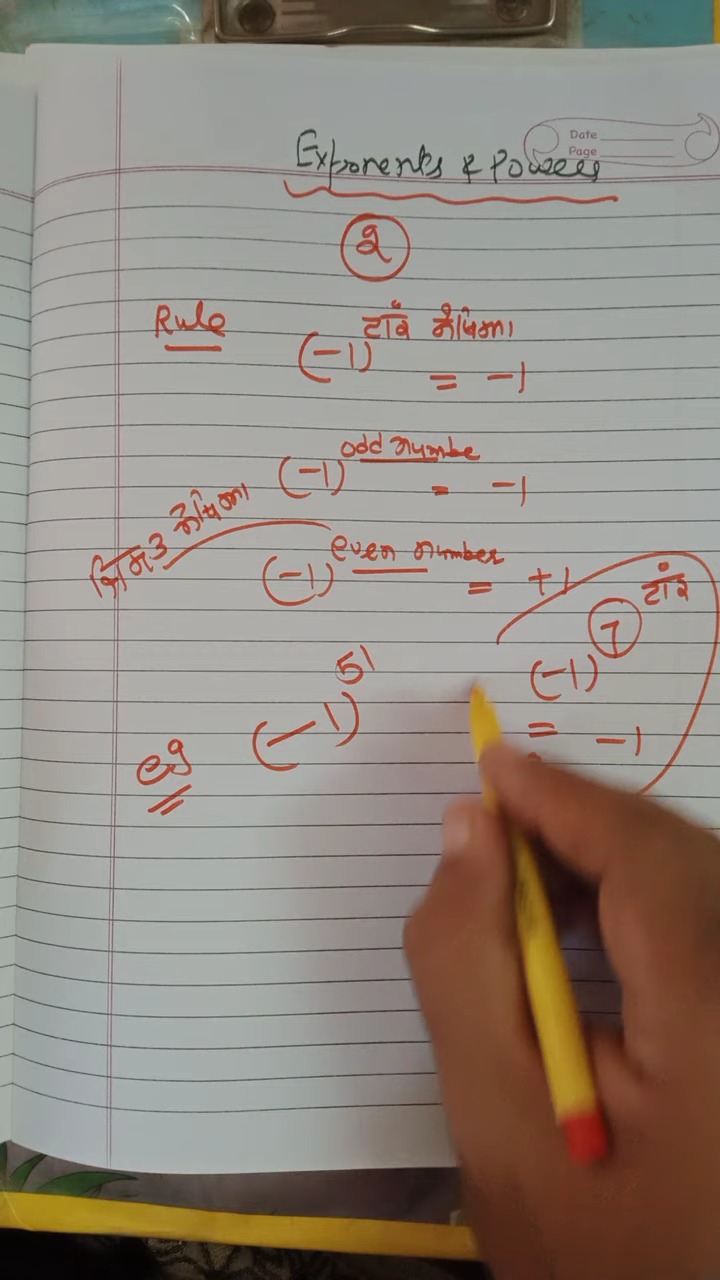 Date
Page
Exponents & Powers
2
Rule
(-1)^टांक = -1
(-1)^odd numbe = -1
(-1)^even number = +1
टांक
(-1)^7
= -1
eg (-1)^51